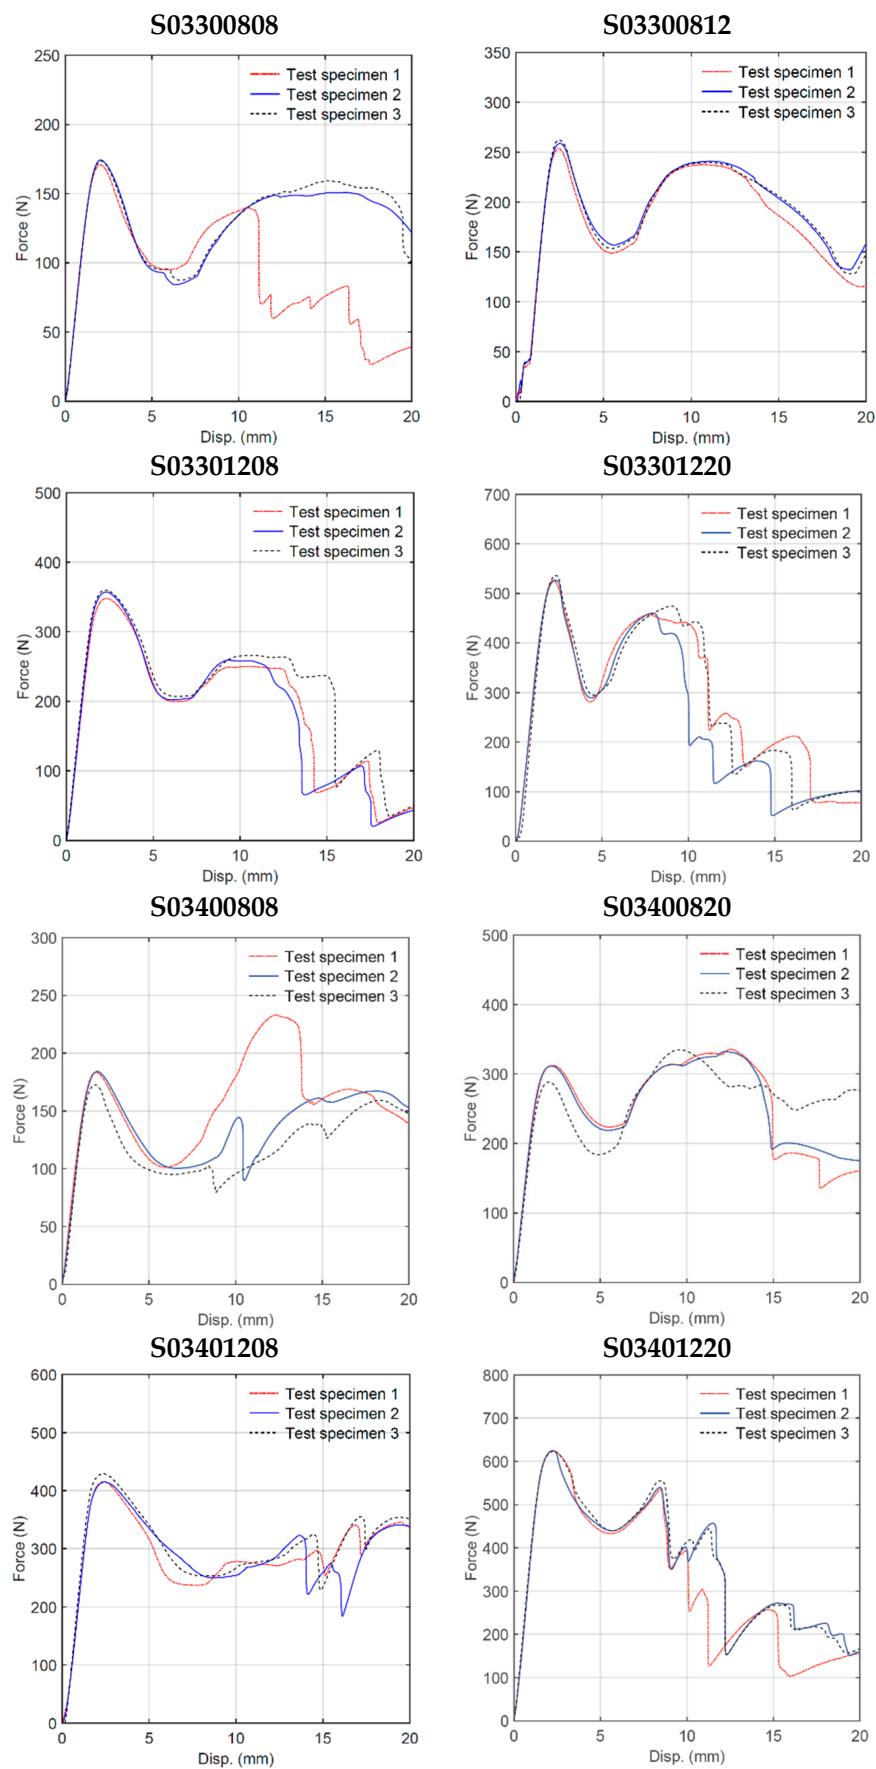 S03300808
250
200
150
100
50
0
Force (N)
0 5 10 15 20
Disp. (mm)
Test specimen 1
Test specimen 2
Test specimen 3
S03300812
350
300
250
200
150
100
50
0
Force (N)
0 5 10 15 20
Disp. (mm)
Test specimen 1
Test specimen 2
Test specimen 3
S03301208
500
400
300
200
100
0
Force (N)
0 5 10 15 20
Disp. (mm)
Test specimen 1
Test specimen 2
Test specimen 3
S03301220
700
600
500
400
300
200
100
0
Force (N)
0 5 10 15 20
Disp. (mm)
Test specimen 1
Test specimen 2
Test specimen 3
S03400808
300
250
200
150
100
50
0
Force (N)
0 5 10 15 20
Disp. (mm)
Test specimen 1
Test specimen 2
Test specimen 3
S03400820
500
400
300
200
100
0
Force (N)
0 5 10 15 20
Disp. (mm)
Test specimen 1
Test specimen 2
Test specimen 3
S03401208
600
500
400
300
200
100
0
Force (N)
0 5 10 15 20
Disp. (mm)
Test specimen 1
Test specimen 2
Test specimen 3
S03401220
800
700
600
500
400
300
200
100
0
Force (N)
0 5 10 15 20
Disp. (mm)
Test specimen 1
Test specimen 2
Test specimen 3